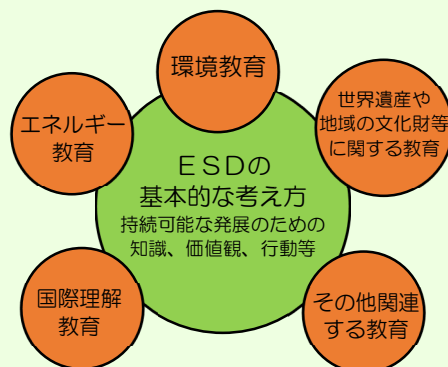 環境教育
エネルギー
教育
世界遺産や
地域の文化財等
に関する教育
ＥＳＤの
基本的な考え方
持続可能な発展のための
知識、価値観、行動等
国際理解
教育
その他関連
する教育